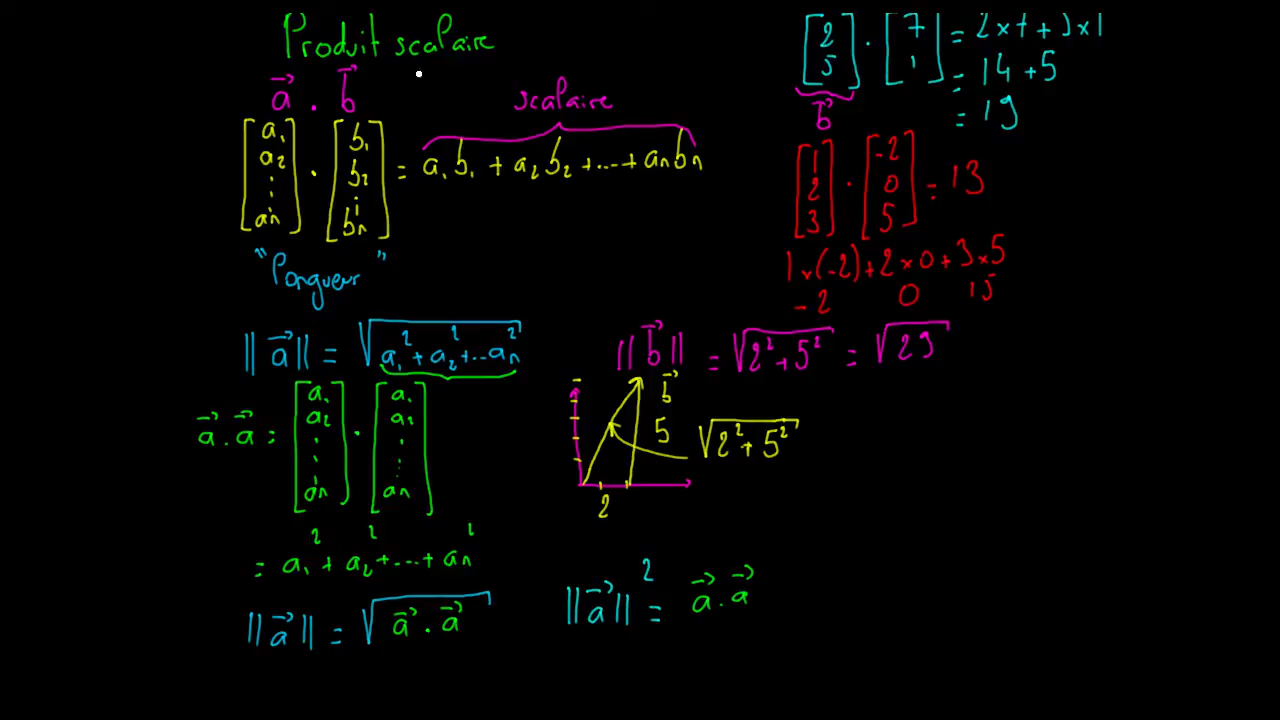 Produit scalaire
a⃗ . b⃗
[a₁ a₂ ⋮ aₙ] · [b₁ b₂ ⋮ bₙ] = a₁b₁ + a₂b₂ + ... + aₙbₙ
scalaire
"longueur"
||a⃗|| = √(a₁² + a₂² + ... aₙ²)
a⃗ . a⃗ = [a₁ a₂ ⋮ aₙ] · [a₁ a₂ ⋮ aₙ]
= a₁² + a₂² + ... + aₙ²
||a⃗|| = √(a⃗ . a⃗)
[2 5] · [7 1] = 2×7 + 5×1
= 14 + 5
b⃗
= 19
[1 2 3] · [-2 0 5] = 13
1×(-2) + 2×0 + 3×5
-2 0 15
||b⃗|| = √(2² + 5²) = √29
b⃗
5
√(2² + 5²)
2
||a⃗||² = a⃗ . a⃗